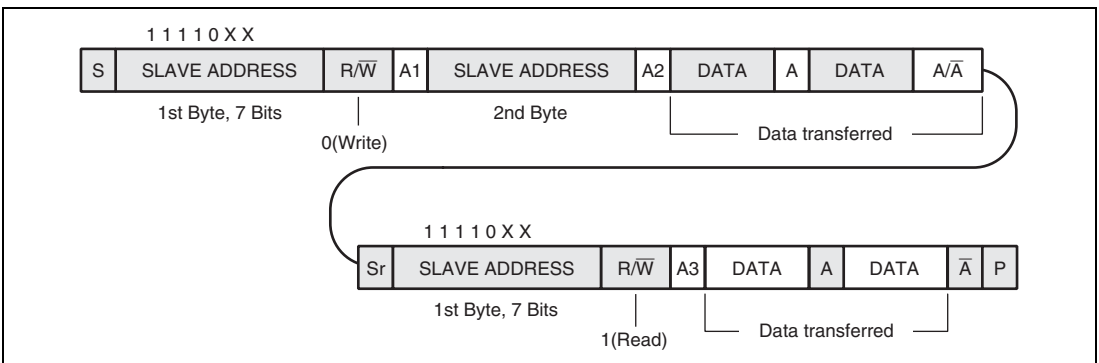 1 1 1 1 0 X X
S SLAVE ADDRESS R/W̅ A1 SLAVE ADDRESS A2 DATA A DATA A/A̅
1st Byte, 7 Bits 2nd Byte
0(Write) Data transferred
1 1 1 1 0 X X
Sr SLAVE ADDRESS R/W̅ A3 DATA A DATA A̅ P
1st Byte, 7 Bits
1(Read) Data transferred